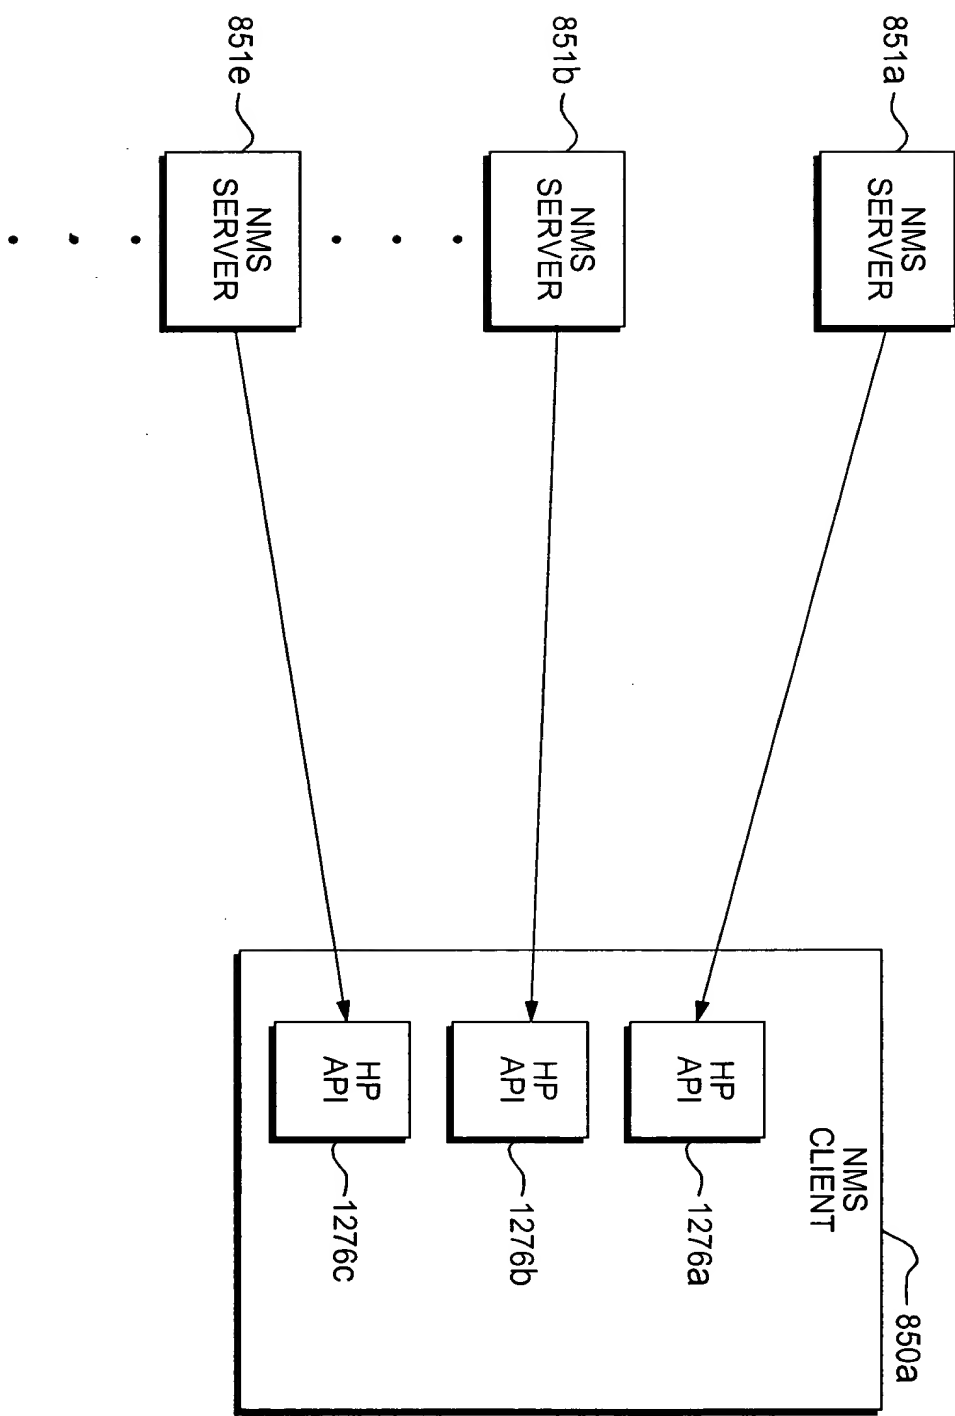 851a
NMS
SERVER
851b
NMS
SERVER
851e
NMS
SERVER
850a
NMS
CLIENT
HP
API
1276a
HP
API
1276b
HP
API
1276c